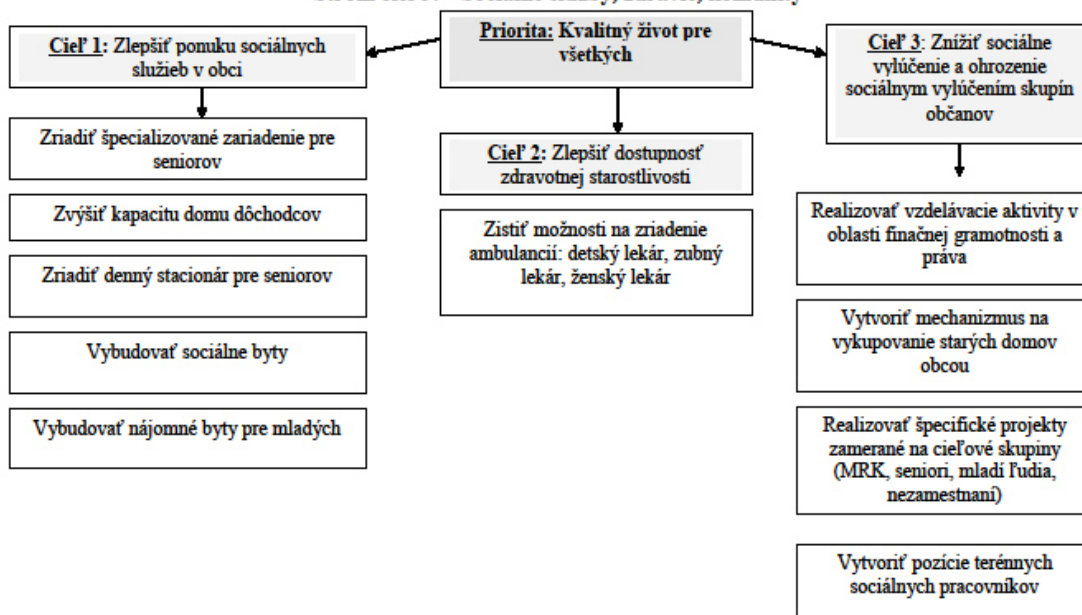 Priorita: Kvalitný život pre
všetkých
Cieľ 1: Zlepšiť ponuku sociálnych
služieb v obci
Zriadiť špecializované zariadenie pre
seniorov
Zvýšiť kapacitu domu dôchodcov
Zriadiť denný stacionár pre seniorov
Vybudovať sociálne byty
Vybudovať nájomné byty pre mladých
Cieľ 2: Zlepšiť dostupnosť
zdravotnej starostlivosti
Zistiť možnosti na zriadenie
ambulancií: detský lekár, zubný
lekár, ženský lekár
Cieľ 3: Znížiť sociálne
vylúčenie a ohrozenie
sociálnym vylúčením skupín
občanov
Realizovať vzdelávacie aktivity v
oblasti finačnej gramotnosti a
práva
Vytvoriť mechanizmus na
vykupovanie starých domov
obcou
Realizovať špecifické projekty
zamerané na cieľové skupiny
(MRK, seniori, mladí ľudia,
nezamestnaní)
Vytvoriť pozície terénnych
sociálnych pracovníkov